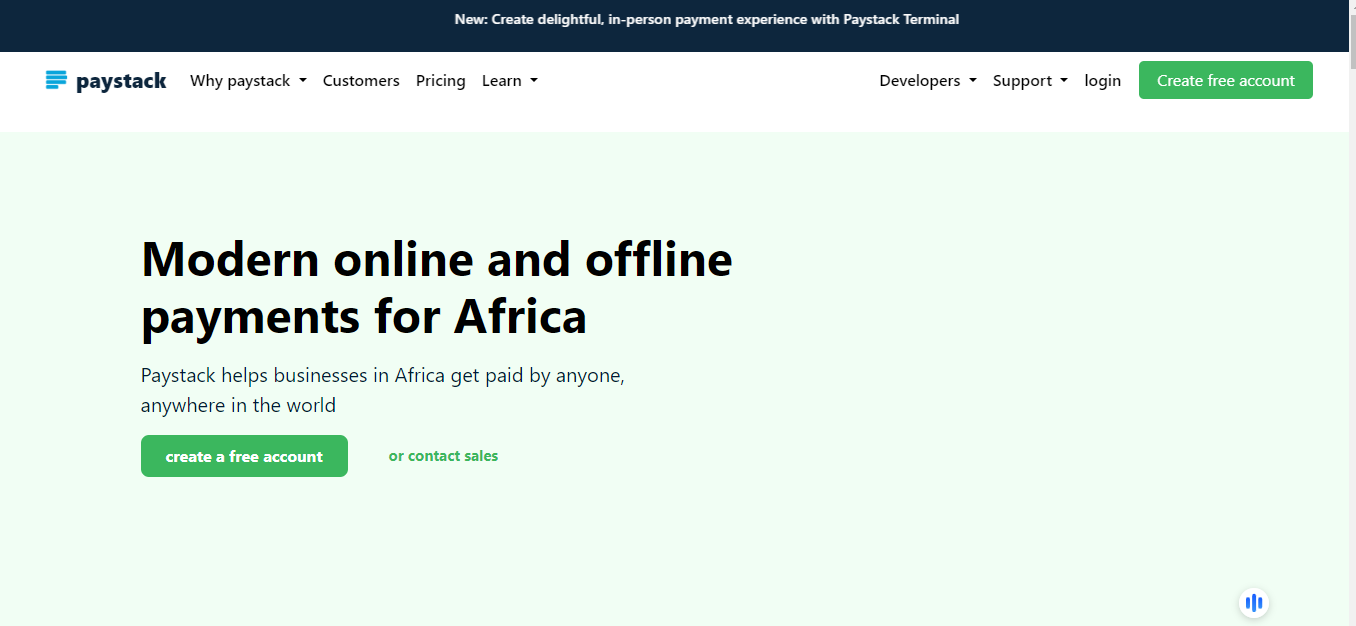 New: Create delightful, in-person payment experience with Paystack Terminal
paystack Why paystack Customers Pricing Learn Developers Support login Create free account
Modern online and offline
payments for Africa
Paystack helps businesses in Africa get paid by anyone,
anywhere in the world
create a free account or contact sales